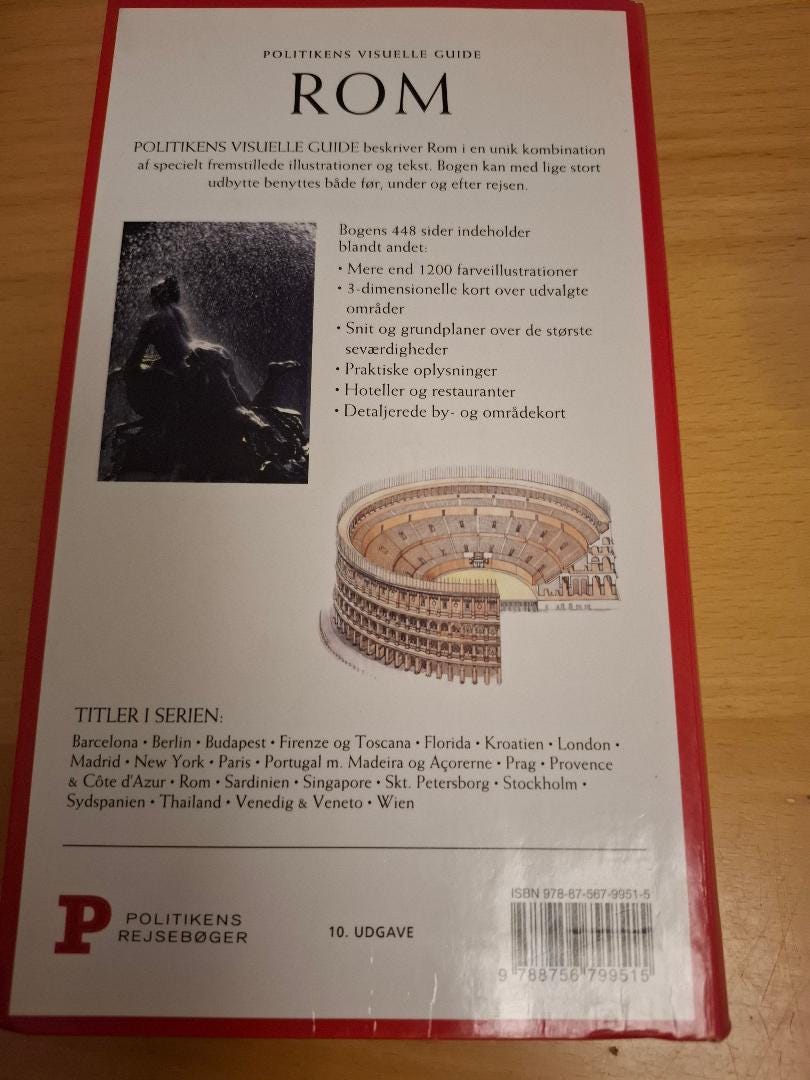 POLITIKENS VISUELLE GUIDE
ROM
POLITIKENS VISUELLE GUIDE beskriver Rom i en unik kombination
af specielt fremstillede illustrationer og tekst. Bogen kan med lige stort
udbytte benyttes både før, under og efter rejsen.
Bogens 448 sider indeholder
blandt andet:
• Mere end 1200 farveillustrationer
• 3-dimensionelle kort over udvalgte
områder
• Snit og grundplaner over de største
seværdigheder
• Praktiske oplysninger
• Hoteller og restauranter
• Detaljerede by- og områdekort
TITLER I SERIEN:
Barcelona • Berlin • Budapest • Firenze og Toscana • Florida • Kroatien • London •
Madrid • New York • Paris • Portugal m. Madeira og Açorerne • Prag • Provence
& Côte d'Azur • Rom • Sardinien • Singapore • Skt. Petersborg • Stockholm •
Sydspanien • Thailand • Venedig & Veneto • Wien
P POLITIKENS
REJSEBØGER
10. UDGAVE
ISBN 978-87-567-9951-5
9 788756 799515